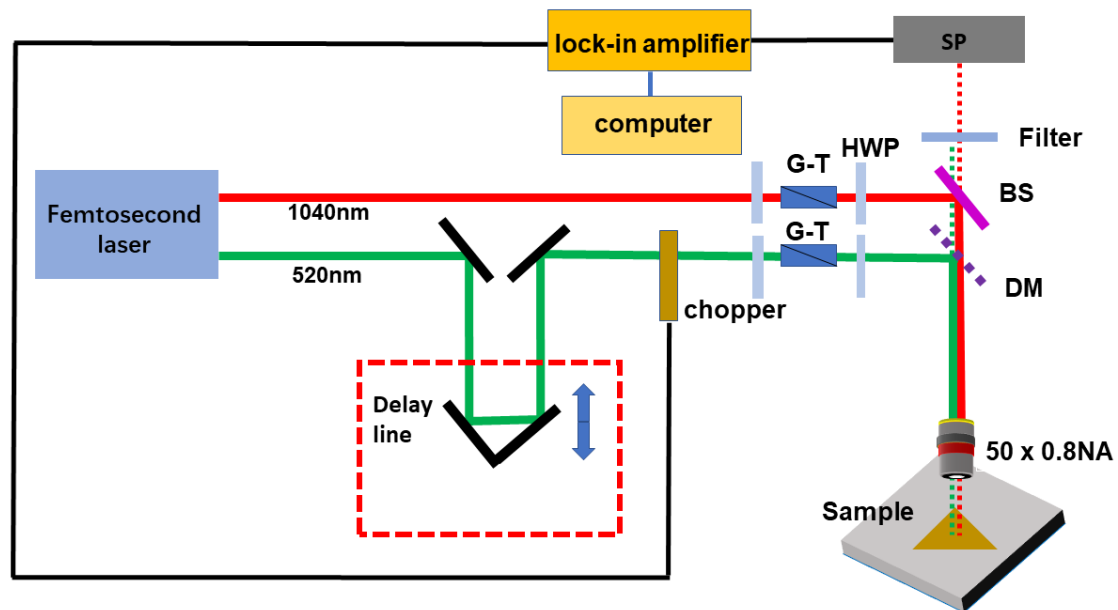 lock-in amplifier
SP
computer
Filter
HWP
G-T
BS
Femtosecond
laser
1040nm
G-T
520nm
DM
chopper
Delay
line
50 x 0.8NA
Sample